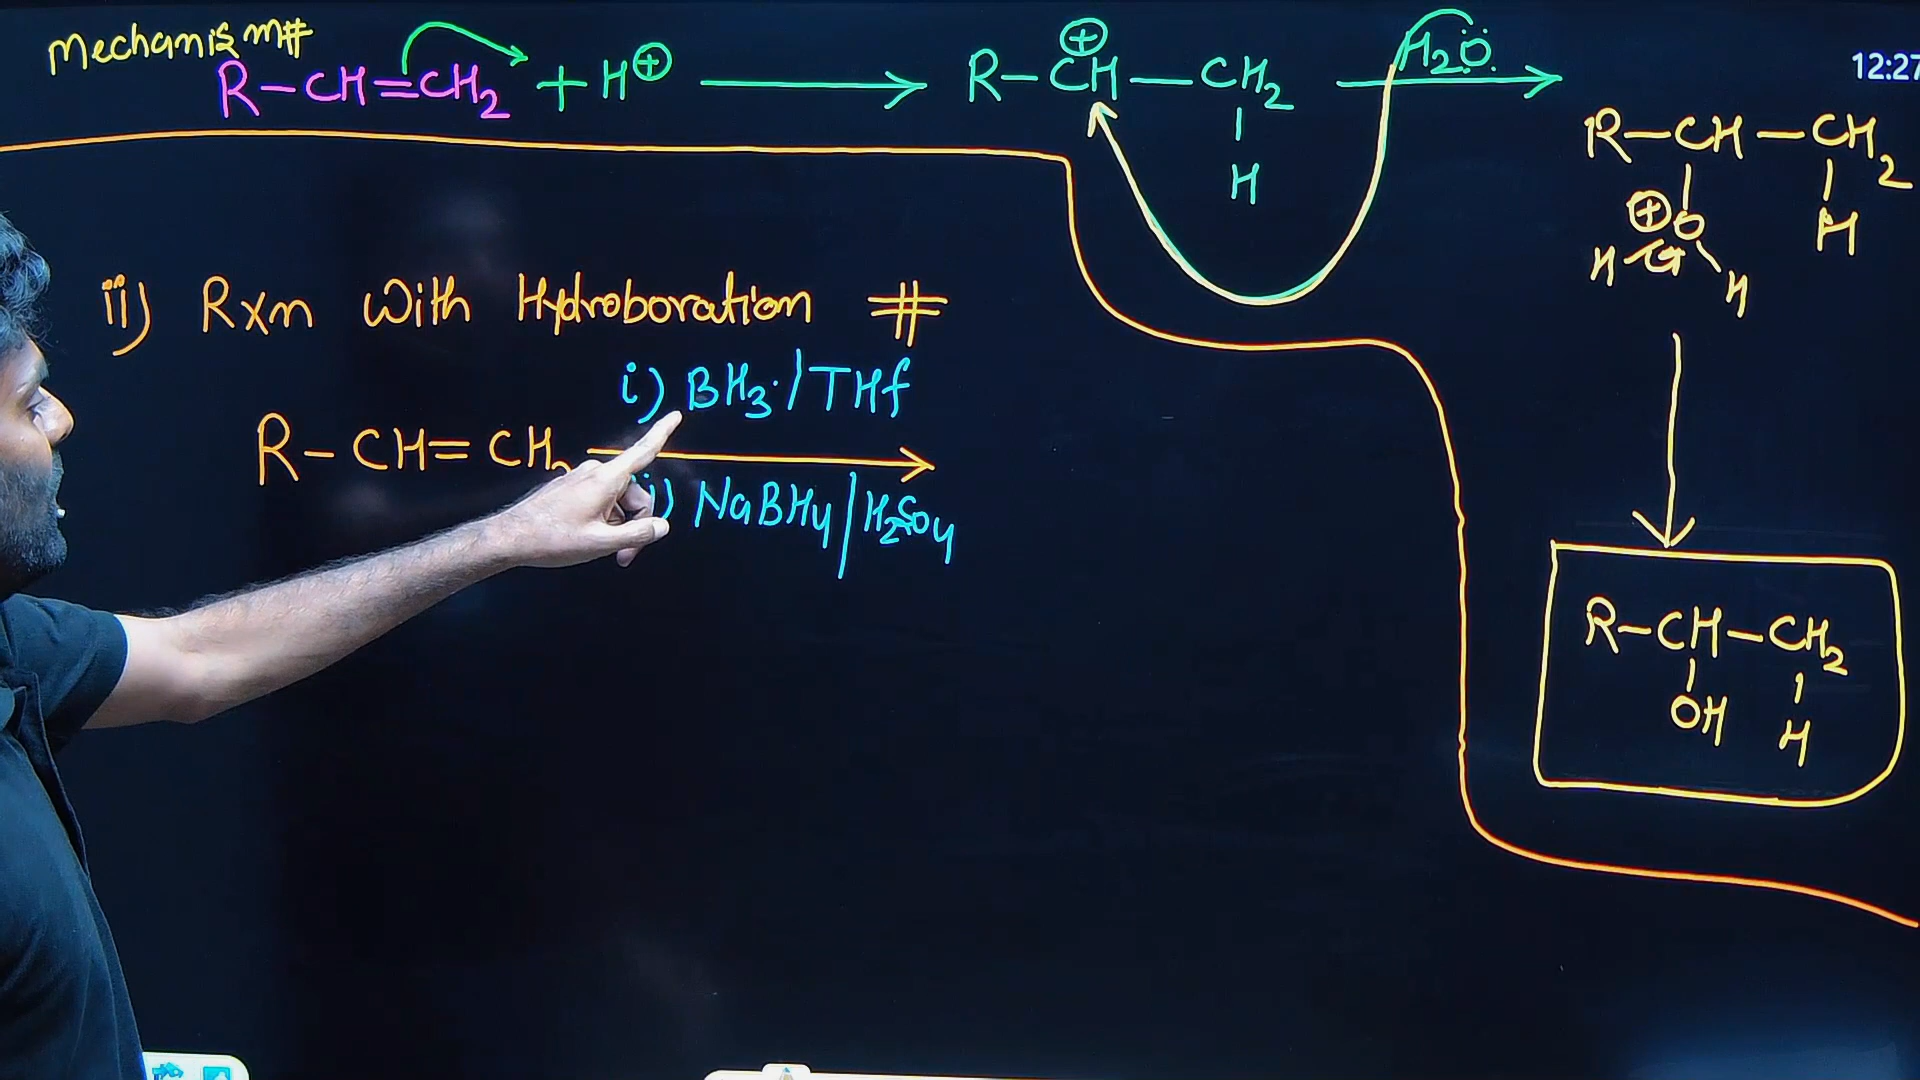 Mechanism#
R-CH=CH2 + H⊕ → R-CH-CH2 → H2Ö:
⊕
H
12:27
R-CH-CH2
⊕O H
H H
ii) Rxn With Hydroboration #
i) BH3·/THf
R-CH=CH2
ii) NaBH4/H2SO4
R-CH-CH2
OH H